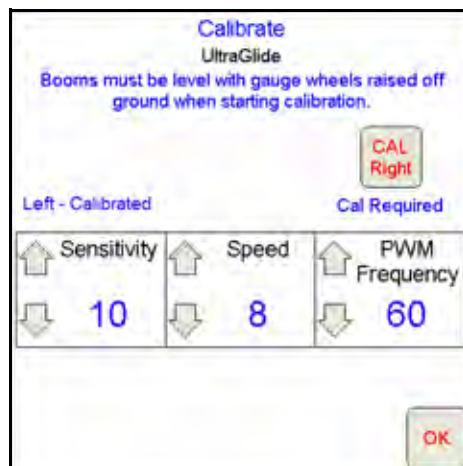 Calibrate
UltraGlide
Booms must be level with gauge wheels raised off
ground when starting calibration.
CAL
Right
Left - Calibrated
Cal Required
Sensitivity
10
Speed
8
PWM
Frequency
60
OK